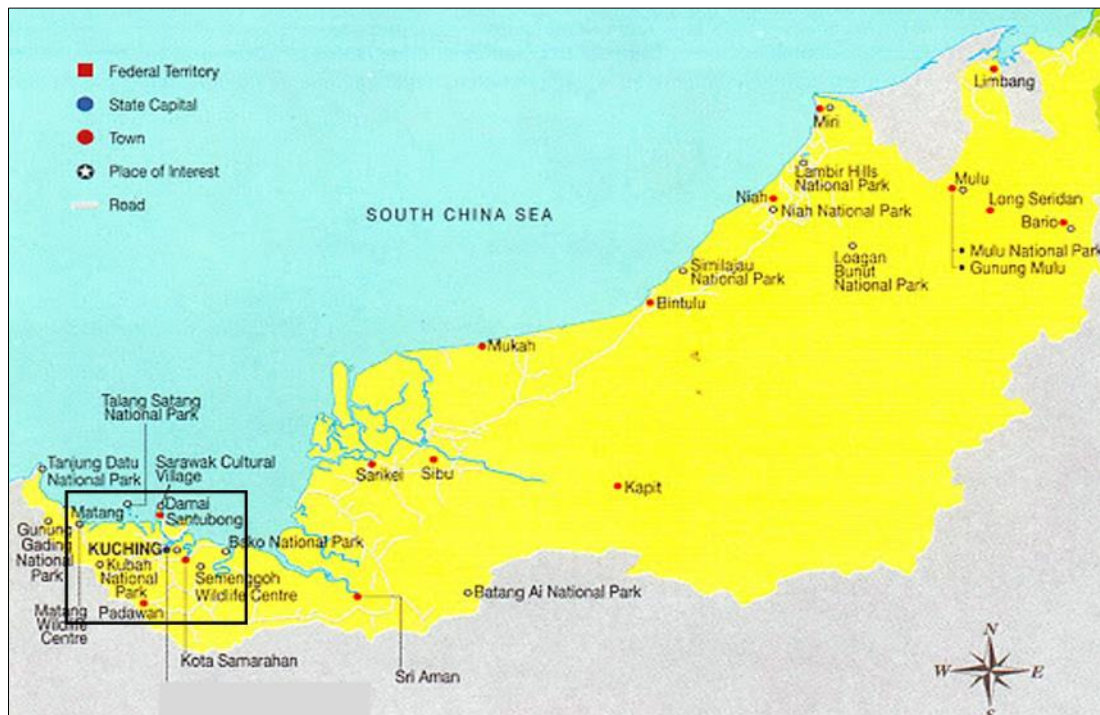 Federal Territory
State Capital
Town
Place of Interest
Road
SOUTH CHINA SEA
Limbang
Miri
Lambir Hills
National Park
Niah
Niah National Park
Mulu
Long Seridan
Bario
Mulu National Park
Gunung Mulu
Loagan
Bunut
National Park
Similajau
National Park
Bintulu
Mukah
Talang Satang
National Park
Tanjung Datu
National Park
Sarawak Cultural
Village
Sarikei
Sibu
Kapit
Matang
Damai
Santubong
Gunung
Gading
National
Park
KUCHING
Bako National Park
Kubah
National
Park
Semenggoh
Wildlife Centre
Batang Ai National Park
Matang
Wildlife
Centre
Padawan
Kota Samarahan
Sri Aman
N
W
E
S